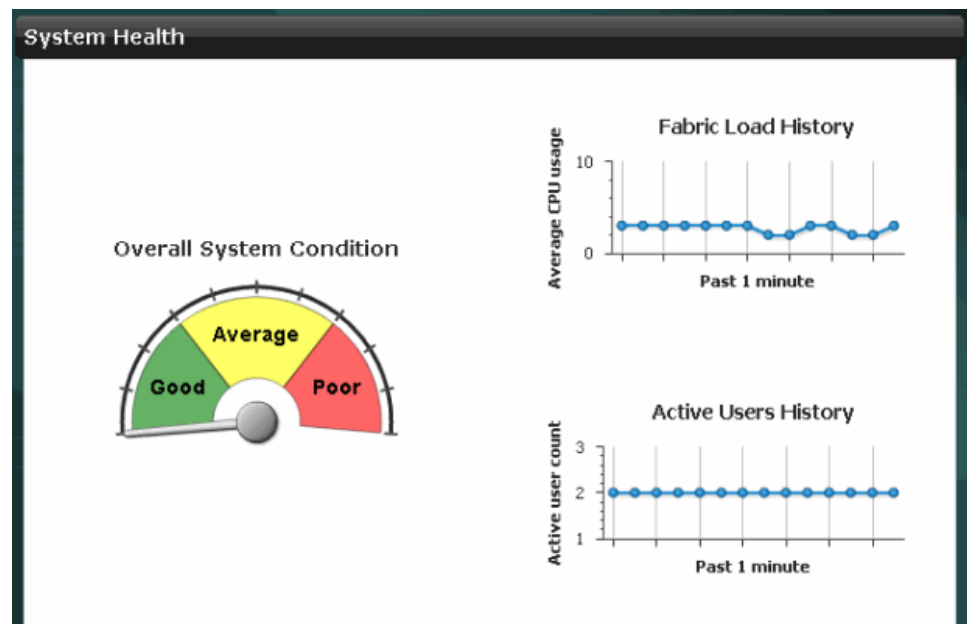 System Health
Overall System Condition
Good
Average
Poor
Fabric Load History
Average CPU usage
10
0
Past 1 minute
Active Users History
Active user count
3
2
1
Past 1 minute